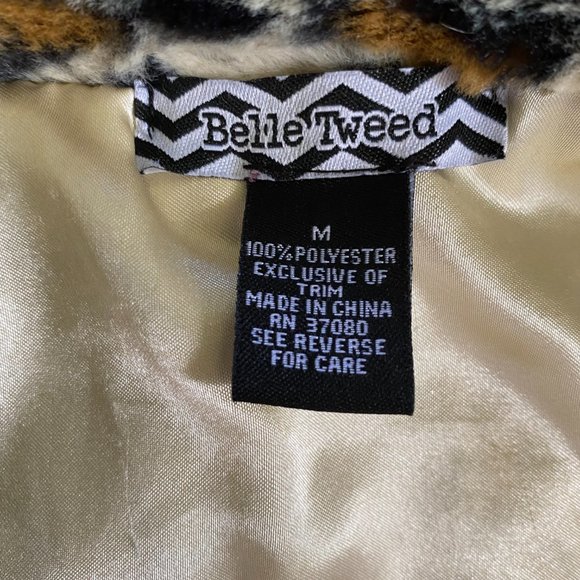 Belle Tweed
M
100% POLYESTER
EXCLUSIVE OF
TRIM
MADE IN CHINA
RN 37080
SEE REVERSE
FOR CARE